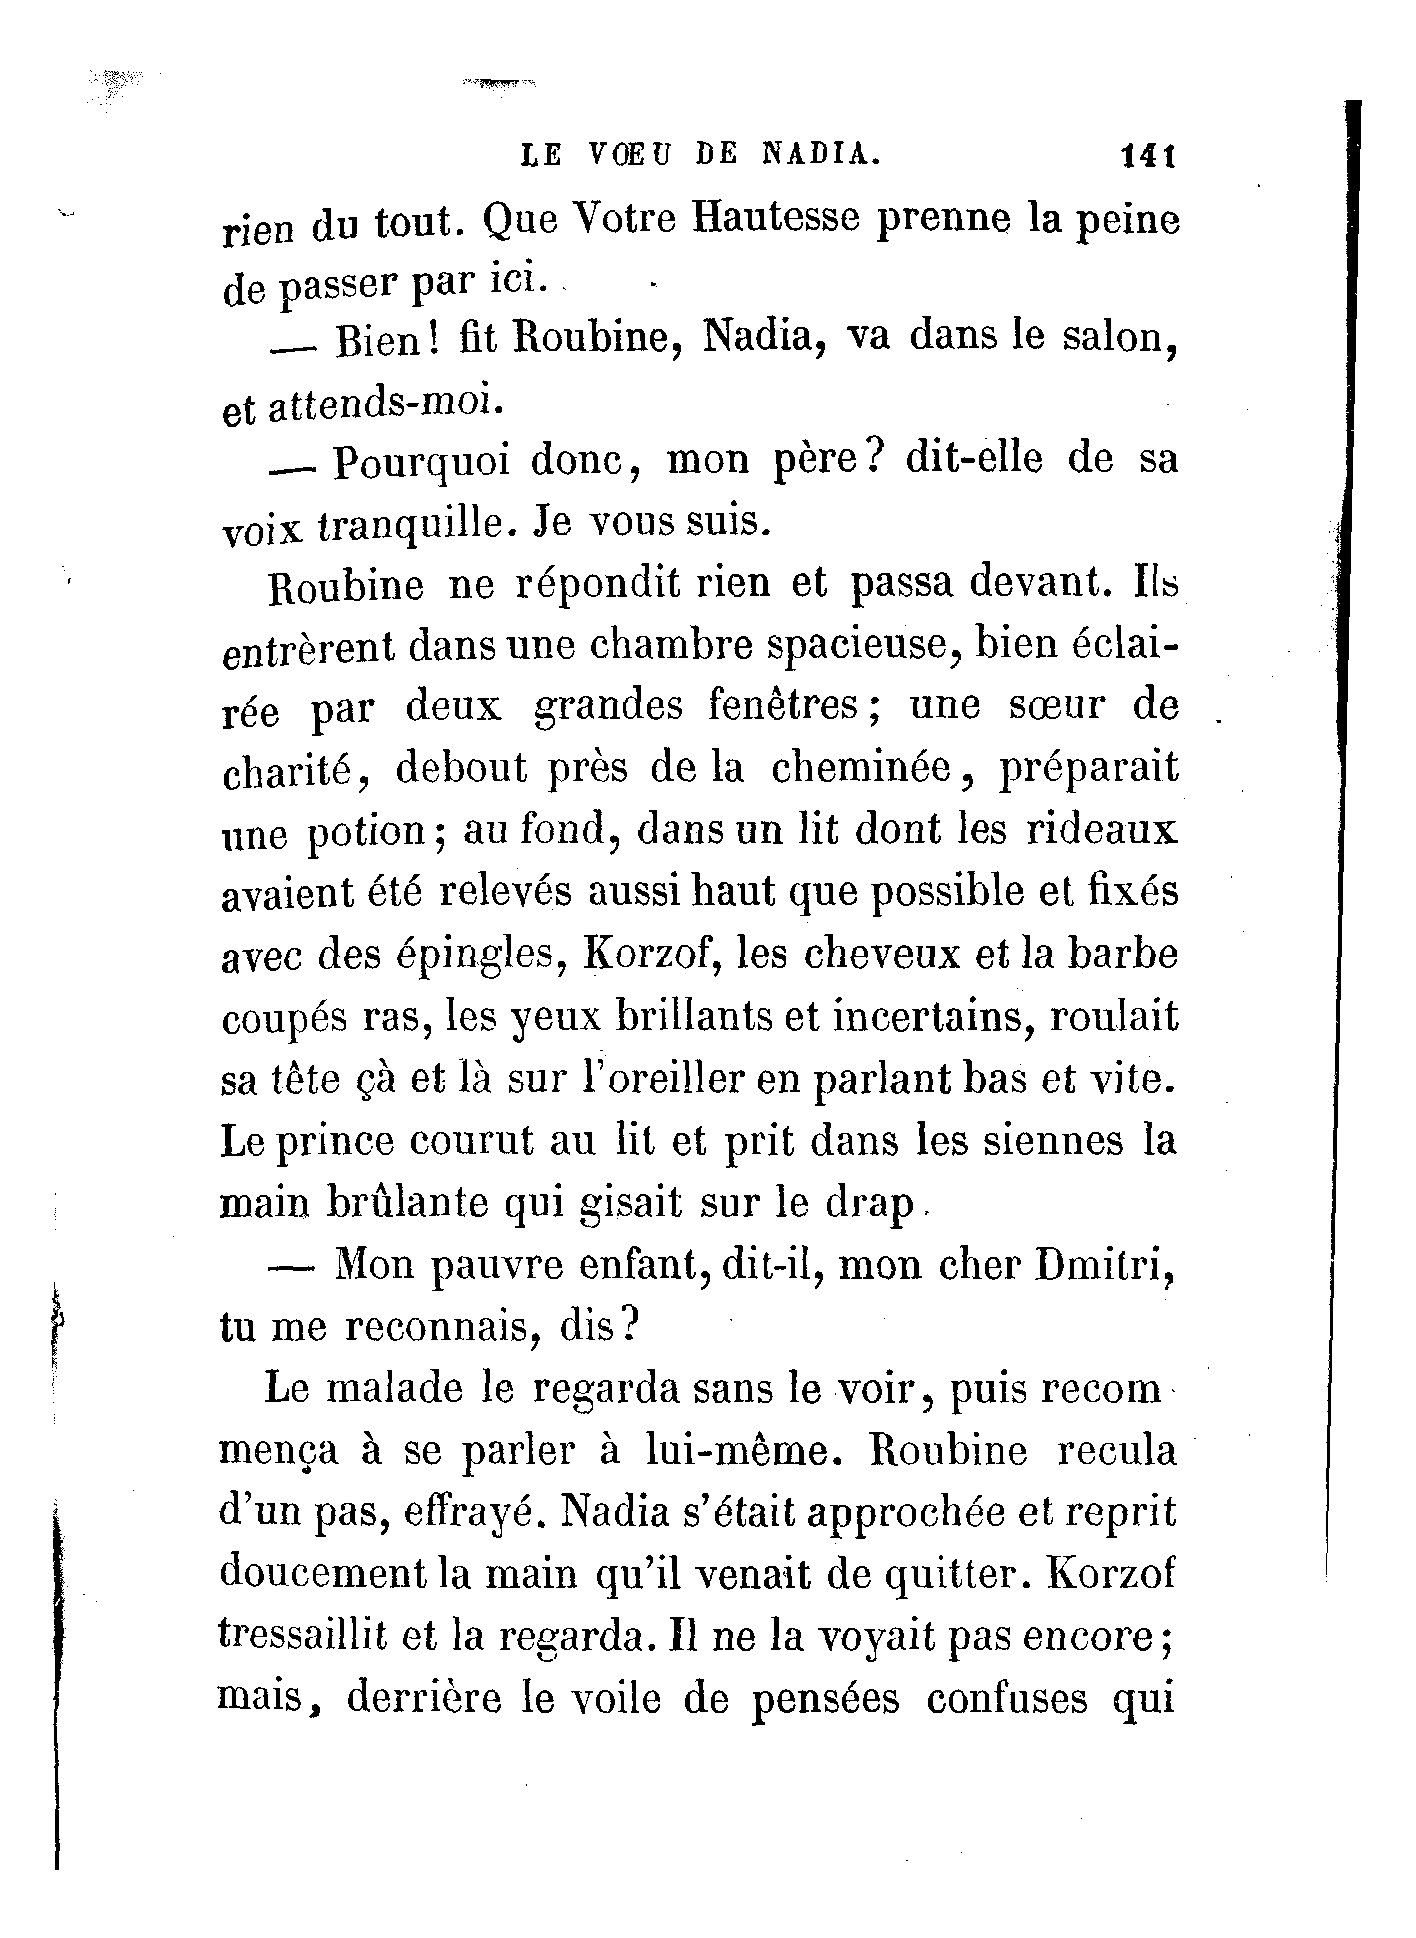 LE VŒU DE NADIA. 141
rien du tout. Que Votre Hautesse prenne la peine
de passer par ici.
— Bien! fit Roubine, Nadia, va dans le salon,
et attends-moi.
— Pourquoi donc, mon père? dit-elle de sa
voix tranquille. Je vous suis.
Roubine ne répondit rien et passa devant. Ils
entrèrent dans une chambre spacieuse, bien éclai-
rée par deux grandes fenêtres; une sœur de
charité, debout près de la cheminée, préparait
une potion; au fond, dans un lit dont les rideaux
avaient été relevés aussi haut que possible et fixés
avec des épingles, Korzof, les cheveux et la barbe
coupés ras, les yeux brillants et incertains, roulait
sa tête çà et là sur l'oreiller en parlant bas et vite.
Le prince courut au lit et prit dans les siennes la
main brûlante qui gisait sur le drap.
— Mon pauvre enfant, dit-il, mon cher Dmitri,
tu me reconnais, dis?
Le malade le regarda sans le voir, puis recom-
mença à se parler à lui-même. Roubine recula
d'un pas, effrayé. Nadia s'était approchée et reprit
doucement la main qu'il venait de quitter. Korzof
tressaillit et la regarda. Il ne la voyait pas encore;
mais, derrière le voile de pensées confuses qui